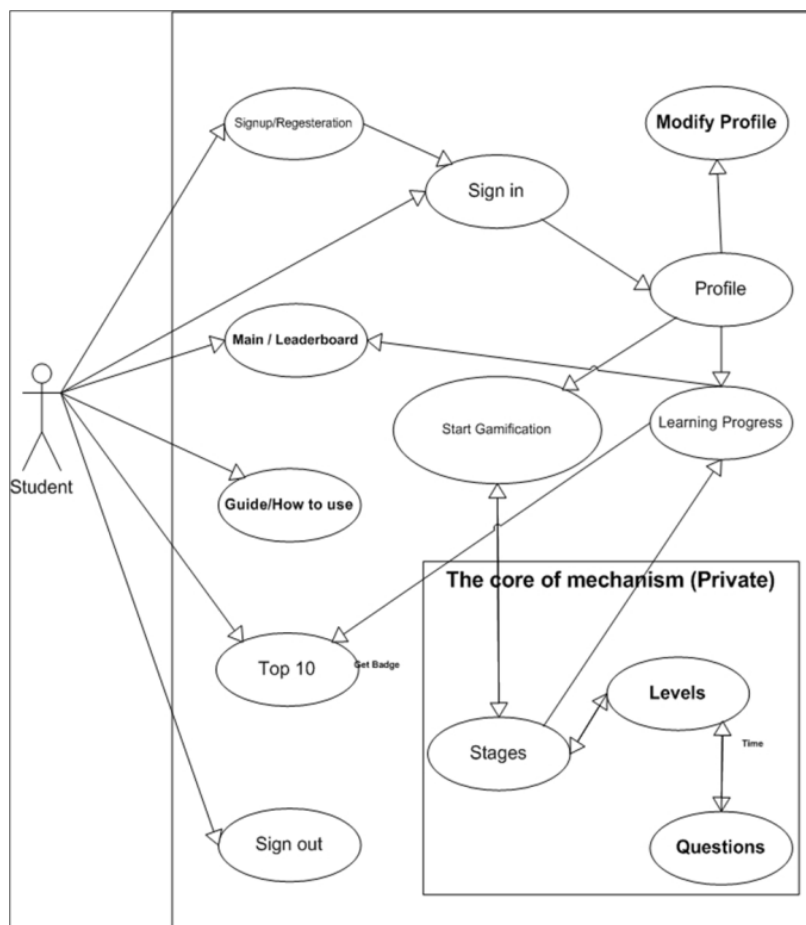 Signup/Regesteration
Modify Profile
Sign in
Profile
Main / Leaderboard
Start Gamification
Learning Progress
Student
Guide/How to use
The core of mechanism (Private)
Top 10
Get Badge
Levels
Stages
Time
Sign out
Questions